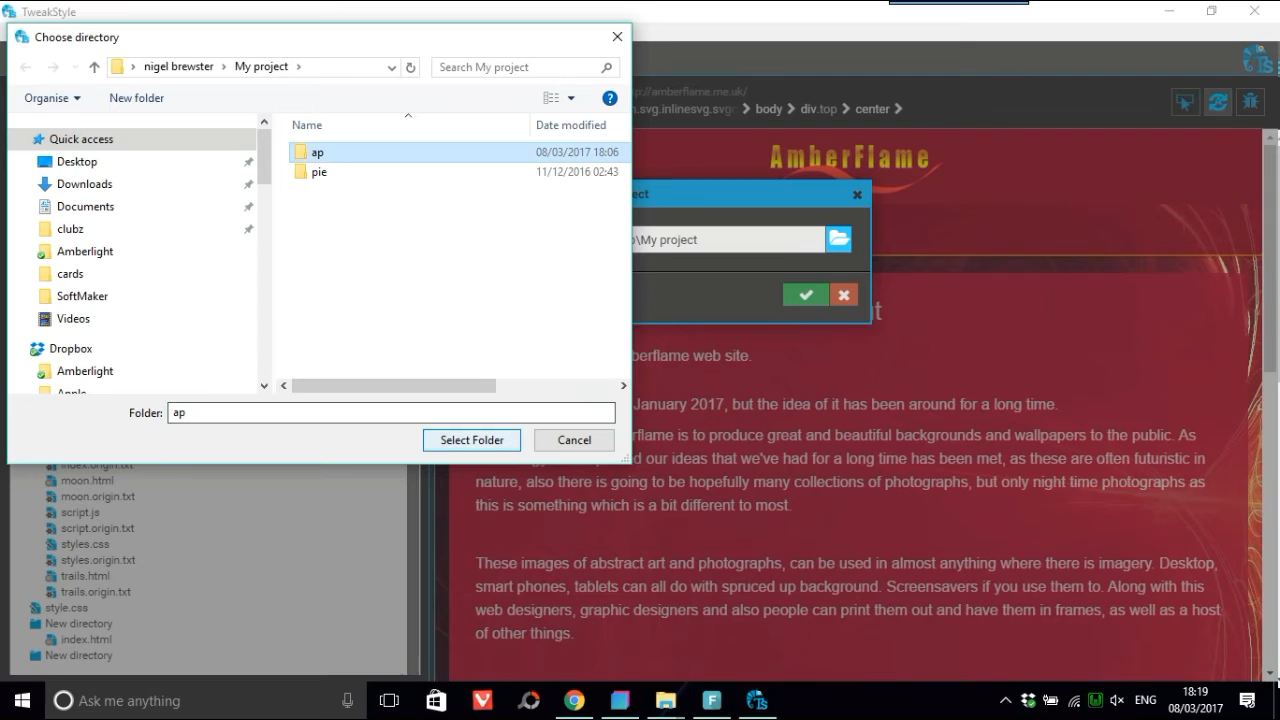 TweakStyle
Choose directory
nigel brewster > My project >
Search My project
Organise
New folder
Name
Date modified
Quick access
Desktop
Downloads
Documents
clubz
Amberlight
cards
SoftMaker
Videos
Dropbox
Amberlight
ap
08/03/2017 18:06
pie
11/12/2016 02:43
Folder: ap
Select Folder
Cancel
p://amberflame.me.uk/
body > div.top > center >
AmberFlame
\My project
January 2017, but the idea of it has been around for a long time.
web site.
is to produce great and beautiful backgrounds and wallpapers to the public. As
our ideas that we've had for a long time has been met, as these are often futuristic in
nature, also there is going to be hopefully many collections of photographs, but only night time photographs as
this is something which is a bit different to most.
These images of abstract art and photographs, can be used in almost anything where there is imagery. Desktop,
smart phones, tablets can all do with spruced up background. Screensavers if you use them to. Along with this
web designers, graphic designers and also people can print them out and have them in frames, as well as a host
of other things.
index.origin.txt
moon.html
moon.origin.txt
script.js
script.origin.txt
styles.css
styles.origin.txt
trails.html
trails.origin.txt
style.css
New directory
index.html
New directory
Ask me anything
ENG
18:19
08/03/2017